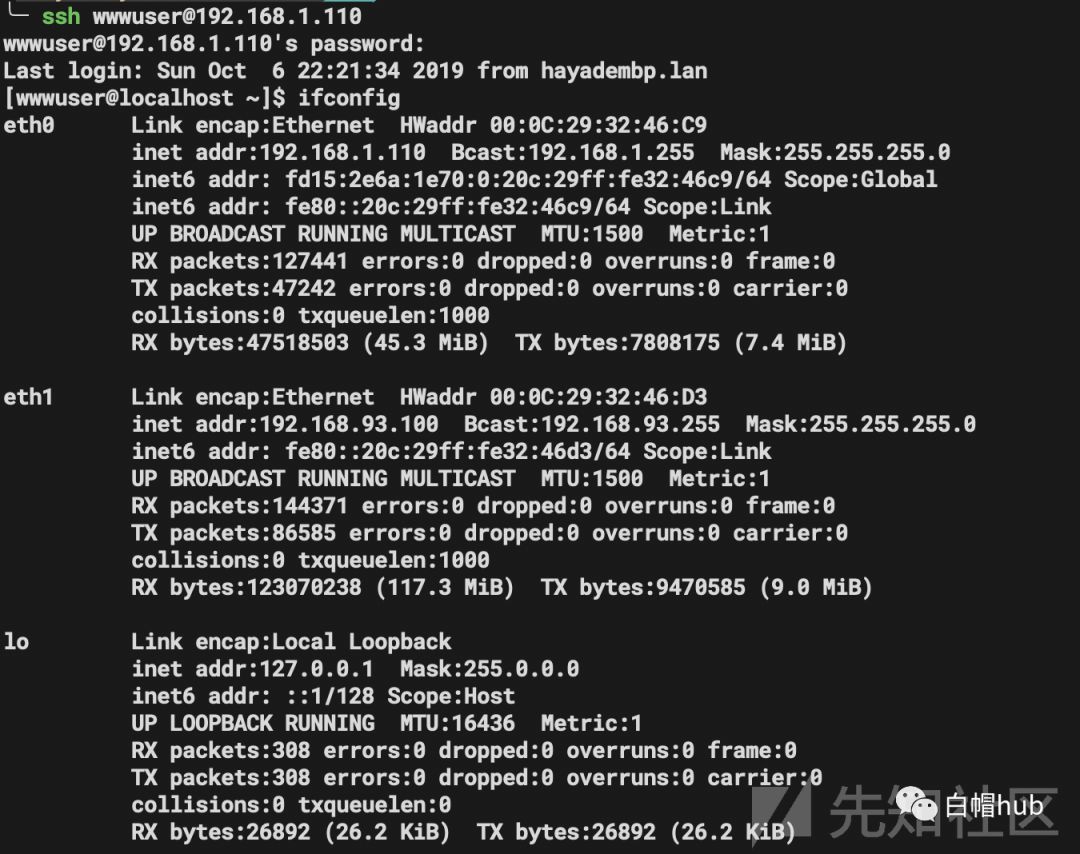 ssh wwwuser@192.168.1.110
wwwuser@192.168.1.110's password:
Last login: Sun Oct  6 22:21:34 2019 from hayadembp.lan
[wwwuser@localhost ~]$ ifconfig
eth0      Link encap:Ethernet  HWaddr 00:0C:29:32:46:C9
          inet addr:192.168.1.110  Bcast:192.168.1.255  Mask:255.255.255.0
          inet6 addr: fd15:2e6a:1e70:0:20c:29ff:fe32:46c9/64 Scope:Global
          inet6 addr: fe80::20c:29ff:fe32:46c9/64 Scope:Link
          UP BROADCAST RUNNING MULTICAST  MTU:1500  Metric:1
          RX packets:127441 errors:0 dropped:0 overruns:0 frame:0
          TX packets:47242 errors:0 dropped:0 overruns:0 carrier:0
          collisions:0 txqueuelen:1000
          RX bytes:47518503 (45.3 MiB)  TX bytes:7808175 (7.4 MiB)
eth1      Link encap:Ethernet  HWaddr 00:0C:29:32:46:D3
          inet addr:192.168.93.100  Bcast:192.168.93.255  Mask:255.255.255.0
          inet6 addr: fe80::20c:29ff:fe32:46d3/64 Scope:Link
          UP BROADCAST RUNNING MULTICAST  MTU:1500  Metric:1
          RX packets:144371 errors:0 dropped:0 overruns:0 frame:0
          TX packets:86585 errors:0 dropped:0 overruns:0 carrier:0
          collisions:0 txqueuelen:1000
          RX bytes:123070238 (117.3 MiB)  TX bytes:9470585 (9.0 MiB)
lo        Link encap:Local Loopback
          inet addr:127.0.0.1  Mask:255.0.0.0
          inet6 addr: ::1/128 Scope:Host
          UP LOOPBACK RUNNING  MTU:16436  Metric:1
          RX packets:308 errors:0 dropped:0 overruns:0 frame:0
          TX packets:308 errors:0 dropped:0 overruns:0 carrier:0
          collisions:0 txqueuelen:0
          RX bytes:26892 (26.2 KiB)  TX bytes:26892 (26.2 KiB)
先知社区
白帽hub